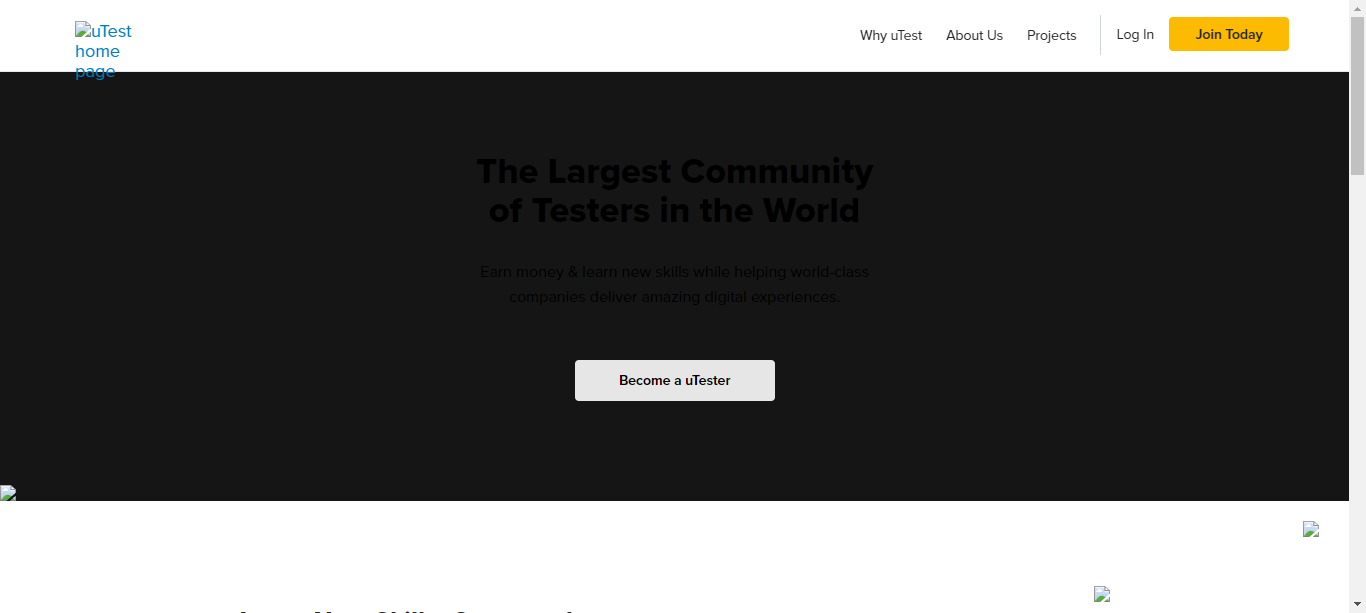 uTest
home
page
Why uTest
About Us
Projects
Log In
Join Today
The Largest Community
of Testers in the World
Earn money & learn new skills while helping world-class
companies deliver amazing digital experiences.
Become a uTester